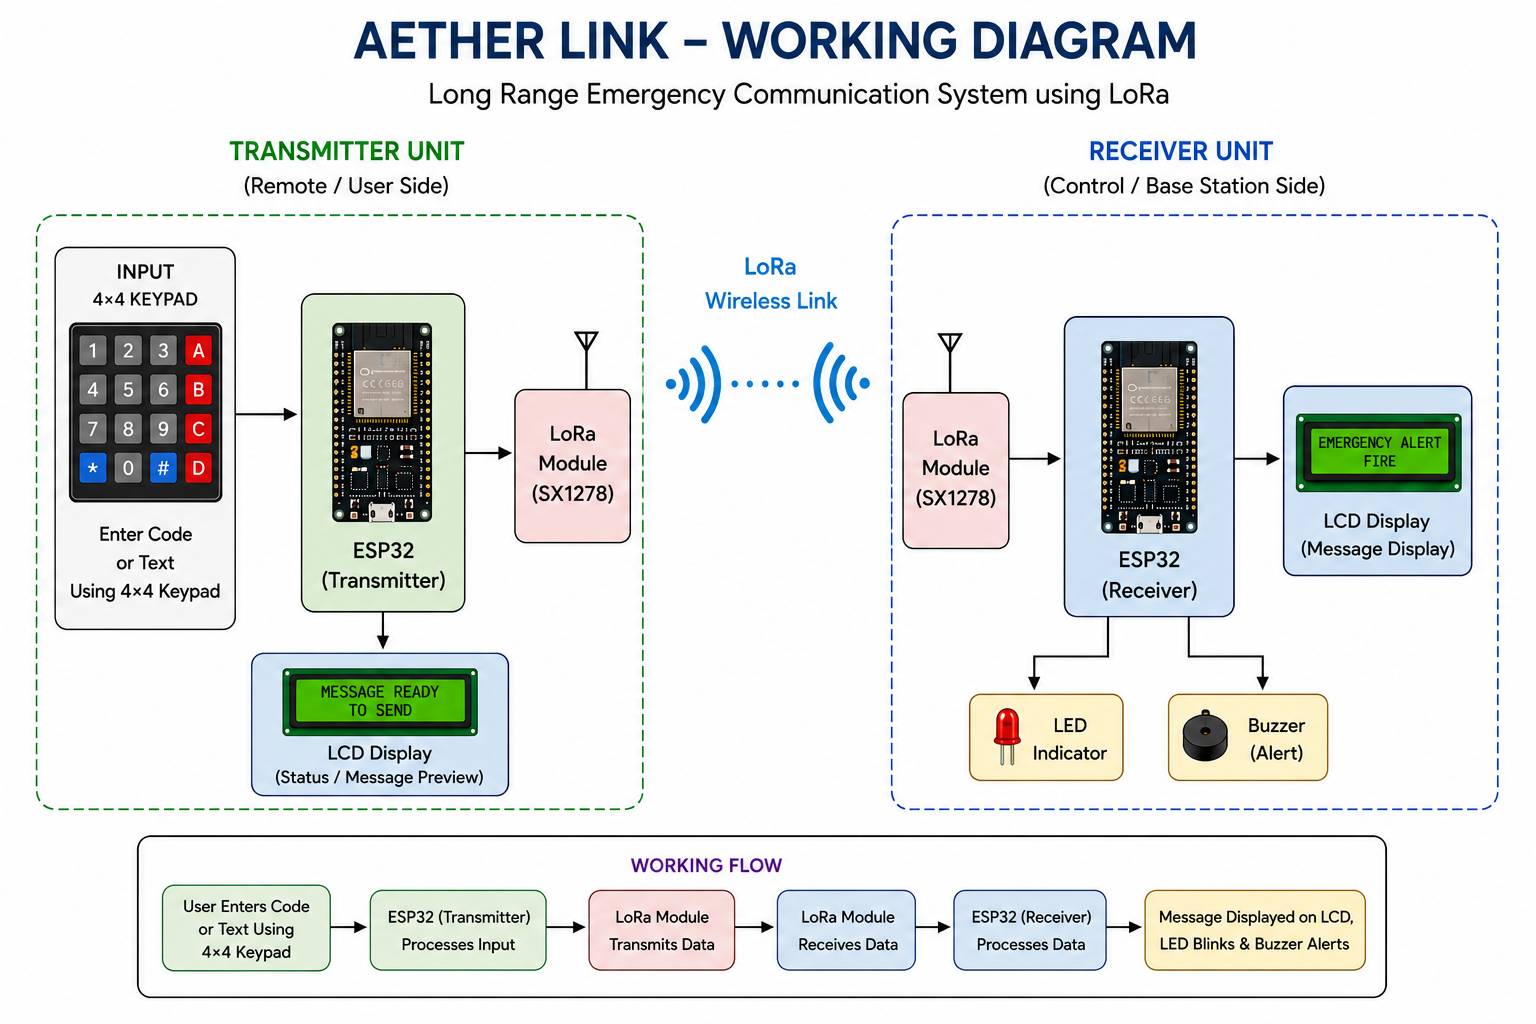 AETHER LINK – WORKING DIAGRAM
Long Range Emergency Communication System using LoRa
TRANSMITTER UNIT
(Remote / User Side)
INPUT
4×4 KEYPAD
1 2 3 A
4 5 6 B
7 8 9 C
* 0 # D
Enter Code
or Text
Using 4×4 Keypad
ESP32
(Transmitter)
LoRa
Module
(SX1278)
MESSAGE READY
TO SEND
LCD Display
(Status / Message Preview)
LoRa
Wireless Link
RECEIVER UNIT
(Control / Base Station Side)
LoRa
Module
(SX1278)
ESP32
(Receiver)
EMERGENCY ALERT
FIRE
LCD Display
(Message Display)
LED
Indicator
Buzzer
(Alert)
WORKING FLOW
User Enters Code
or Text Using
4×4 Keypad
ESP32 (Transmitter)
Processes Input
LoRa Module
Transmits Data
LoRa Module
Receives Data
ESP32 (Receiver)
Processes Data
Message Displayed on LCD,
LED Blinks & Buzzer Alerts